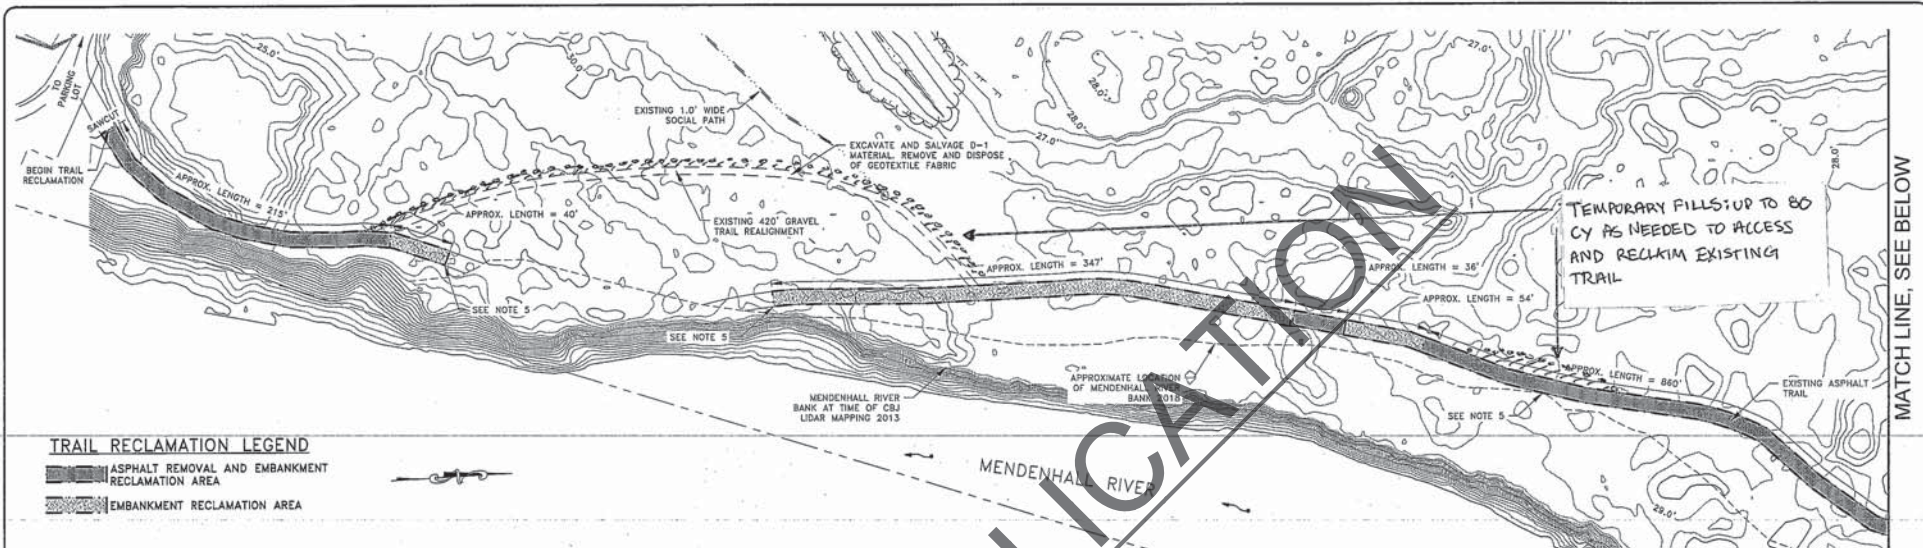 25.0'
30.0'
27.0'
28.0'
28.0'
27.0'
28.0'
TO
PARKING
LOT
SAWCUT
BEGIN TRAIL
RECLAMATION
APPROX. LENGTH = 215'
EXISTING 1.0' WIDE
SOCIAL PATH
EXCAVATE AND SALVAGE D-1
MATERIAL. REMOVE AND DISPOSE
OF GEOTEXTILE FABRIC
APPROX. LENGTH = 40'
EXISTING 420' GRAVEL
TRAIL REALIGNMENT
TEMPORARY FILLS: UP TO 80
CY AS NEEDED TO ACCESS
AND RECLAIM EXISTING
TRAIL
APPROX. LENGTH = 347'
APPROX. LENGTH = 36'
APPROX. LENGTH = 54'
SEE NOTE 5
SEE NOTE 5
APPROXIMATE LOCATION
OF MENDENHALL RIVER
BANK 2018
APPROX. LENGTH = 860'
EXISTING ASPHALT
TRAIL
SEE NOTE 5
MENDENHALL RIVER
BANK AT TIME OF CBJ
LIDAR MAPPING 2013
MATCH LINE, SEE BELOW
TRAIL RECLAMATION LEGEND
ASPHALT REMOVAL AND EMBANKMENT
RECLAMATION AREA
EMBANKMENT RECLAMATION AREA
MENDENHALL RIVER
29.0'
LICATION